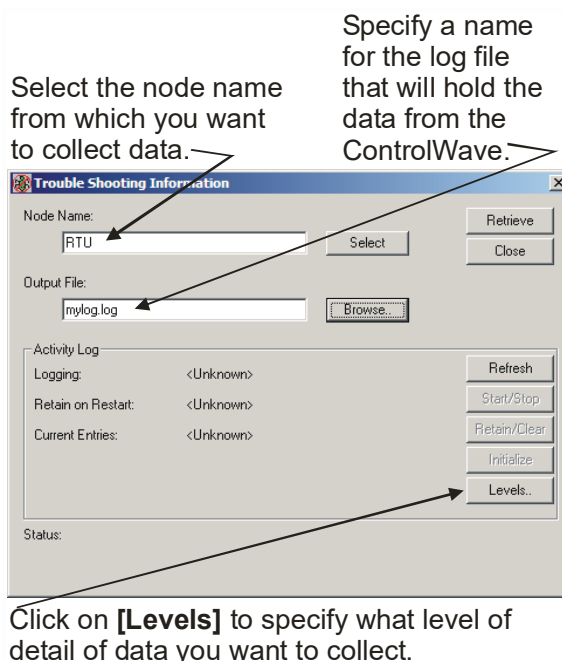 Specify a name
for the log file
that will hold the
data from the
ControlWave.
Select the node name
from which you want
to collect data.
Trouble Shooting Information
Node Name:
RTU
Select
Retrieve
Close
Output File:
mylog.log
Browse..
Activity Log
Logging:
<Unknown>
Refresh
Retain on Restart:
<Unknown>
Start/Stop
Current Entries:
<Unknown>
Retain/Clear
Initialize
Levels..
Status:
Click on [Levels] to specify what level of
detail of data you want to collect.